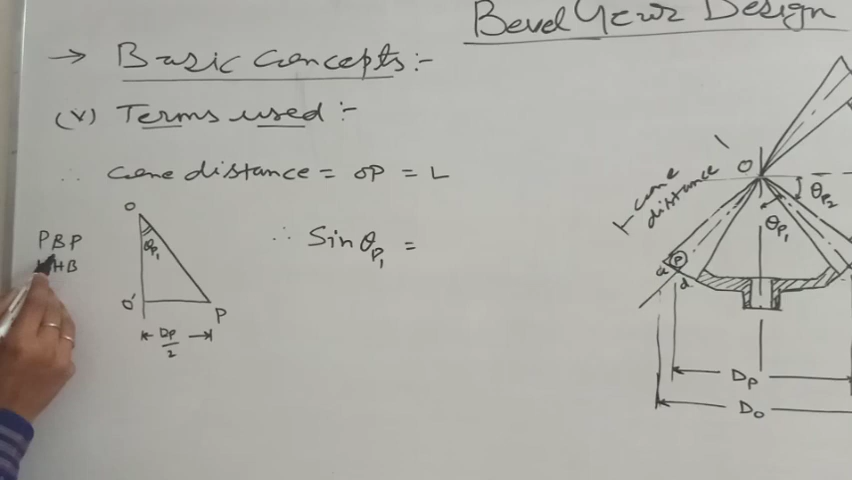 Bevel Gear Design
→ Basic Concepts:-
(V) Terms used:-
∴ Cone distance = OP = L
O
θP1
O'
P
DP/2
PBP
HHB
∴ Sin θP1 =
cone distance
O
θP2
θP1
P
a
d
DP
DO